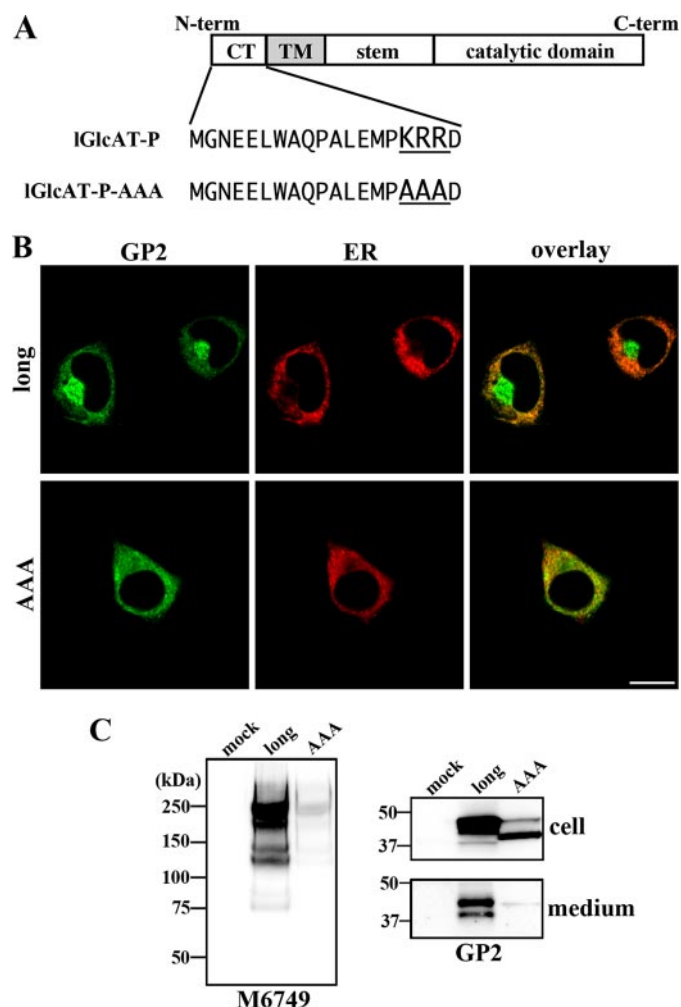 A
N-term C-term
CT TM stem catalytic domain
lGlcAT-P MGNEELWAQPALEMPKRRD
lGlcAT-P-AAA MGNEELWAQPALEMPAAAD
B
GP2 ER overlay
long
AAA
C
mock long AAA
(kDa)
250
150
100
75
50
M6749
mock long AAA
50
37
cell
50
37
medium
GP2